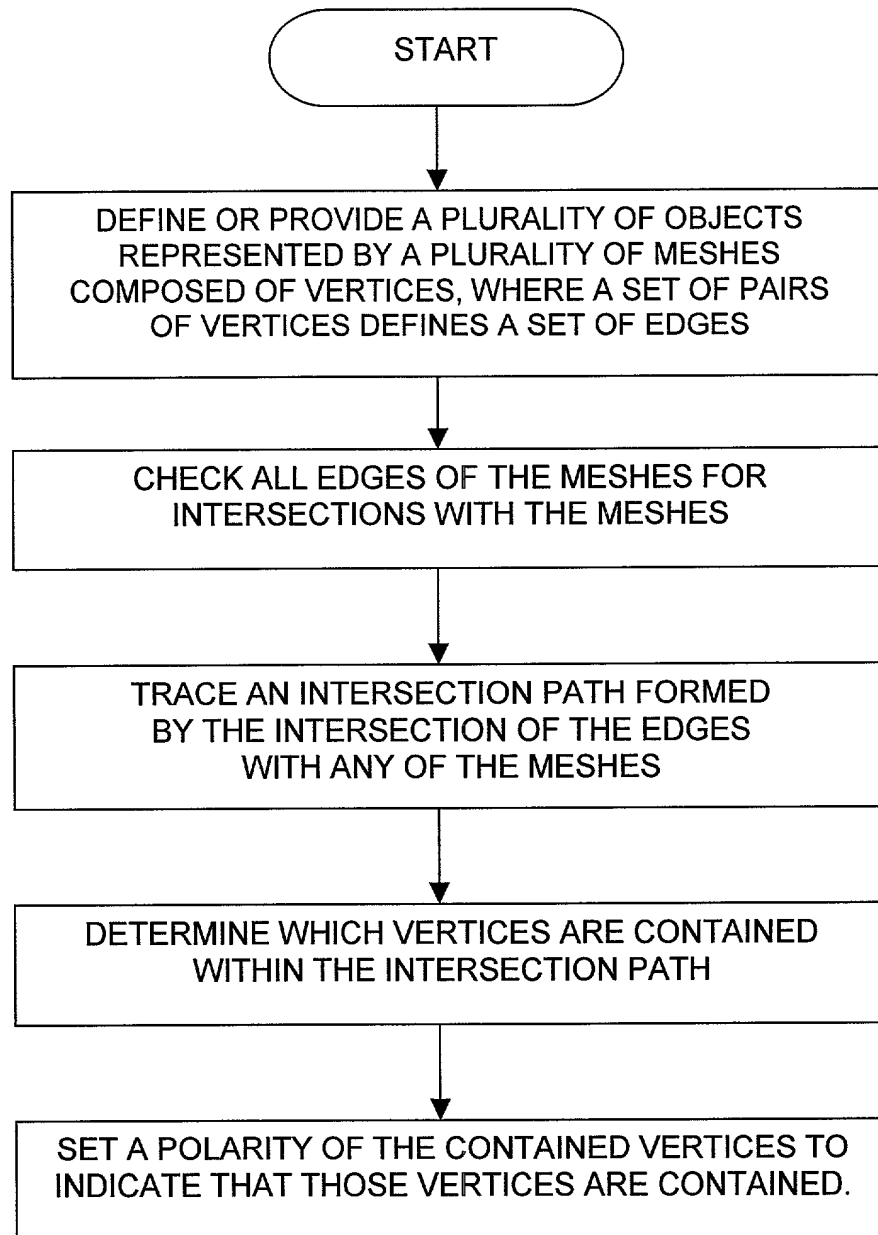 START
DEFINE OR PROVIDE A PLURALITY OF OBJECTS
REPRESENTED BY A PLURALITY OF MESHES
COMPOSED OF VERTICES, WHERE A SET OF PAIRS
OF VERTICES DEFINES A SET OF EDGES
CHECK ALL EDGES OF THE MESHES FOR
INTERSECTIONS WITH THE MESHES
TRACE AN INTERSECTION PATH FORMED
BY THE INTERSECTION OF THE EDGES
WITH ANY OF THE MESHES
DETERMINE WHICH VERTICES ARE CONTAINED
WITHIN THE INTERSECTION PATH
SET A POLARITY OF THE CONTAINED VERTICES TO
INDICATE THAT THOSE VERTICES ARE CONTAINED.